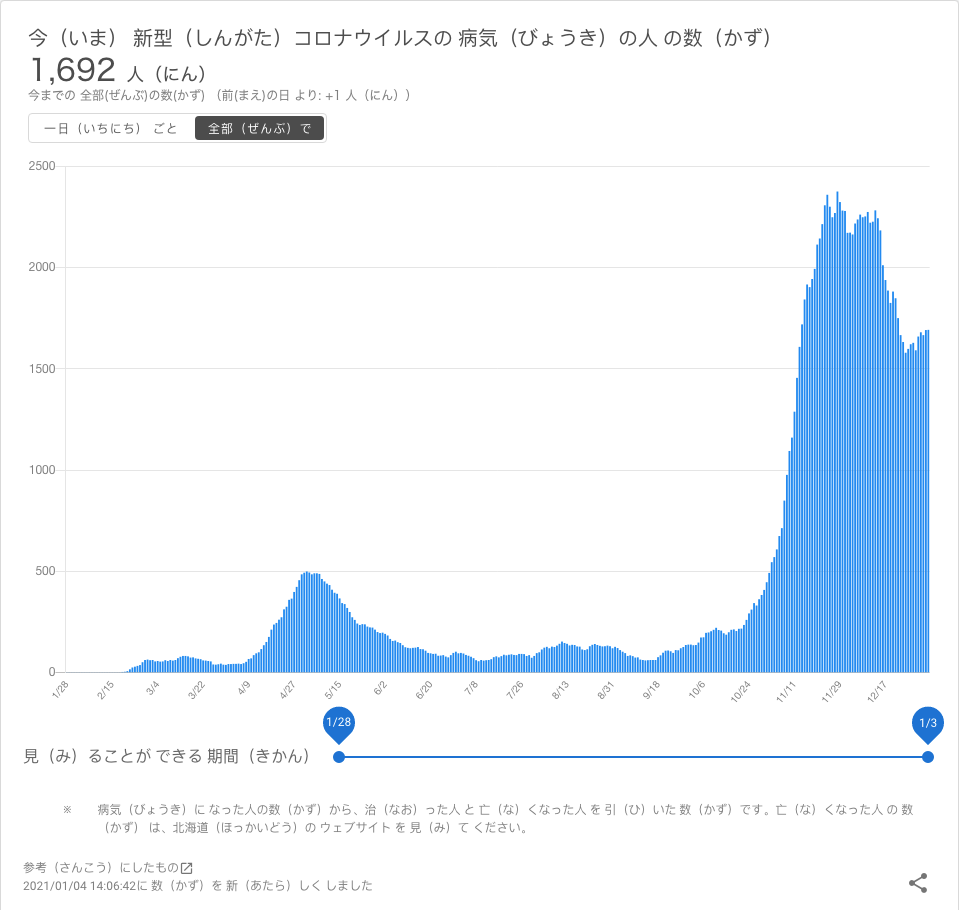 今（いま） 新型（しんがた）コロナウイルスの 病気（びょうき）の人 の数（かず）
1,692 人（にん）
今までの 全部(ぜんぶ)の数(かず) （前(まえ)の日 より: +1 人（にん））
一日（いちにち） ごと 全部（ぜんぶ）で
2500
2000
1500
1000
500
0
1/28 2/15 3/4 3/22 4/9 4/27 5/15 6/2 6/20 7/8 7/26 8/13 8/31 9/18 10/6 10/24 11/11 11/29 12/17
1/28 1/3
見（み）ることが できる 期間（きかん）
※ 病気（びょうき）に なった人の数（かず）から、治（なお）った人 と 亡（な）くなった人 を 引（ひ）いた 数（かず）です。亡（な）くなった人 の 数
（かず） は、北海道（ほっかいどう）の ウェブサイト を 見（み）て ください。
参考（さんこう）にしたもの
2021/01/04 14:06:42に 数（かず）を 新（あたら）しく しました